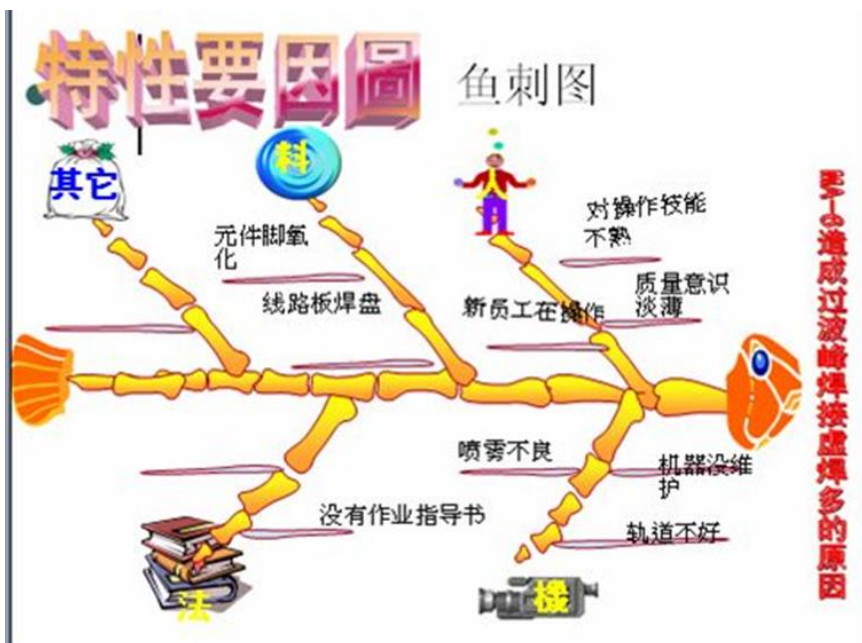 特性要因圖
鱼刺图
其它
料
元件脚氧
化
线路板焊盘
对操作技能
不熟
质量意识
淡薄
新员工在操作
造成过波峰焊接虚焊多的原因
喷雾不良
机器没维
护
没有作业指导书
轨道不好
法
機